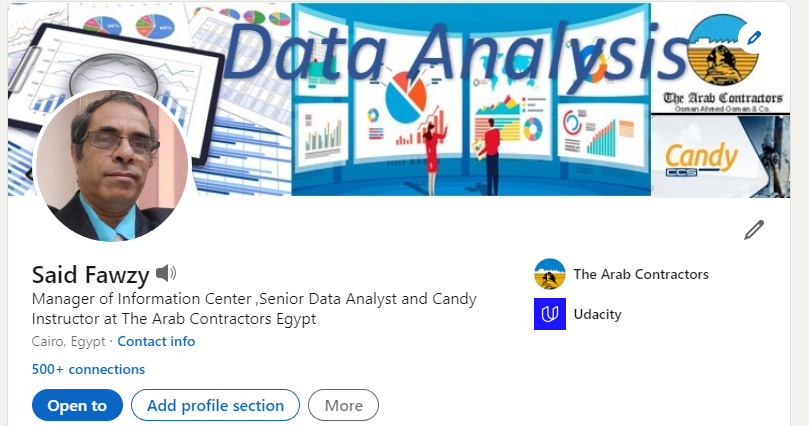 Data Analysis
The Arab Contractors
Osman Ahmed Osman & Co.
Candy
CCS
Said Fawzy
Manager of Information Center ,Senior Data Analyst and Candy
Instructor at The Arab Contractors Egypt
Cairo, Egypt · Contact info
500+ connections
Open to
Add profile section
More
The Arab Contractors
Udacity